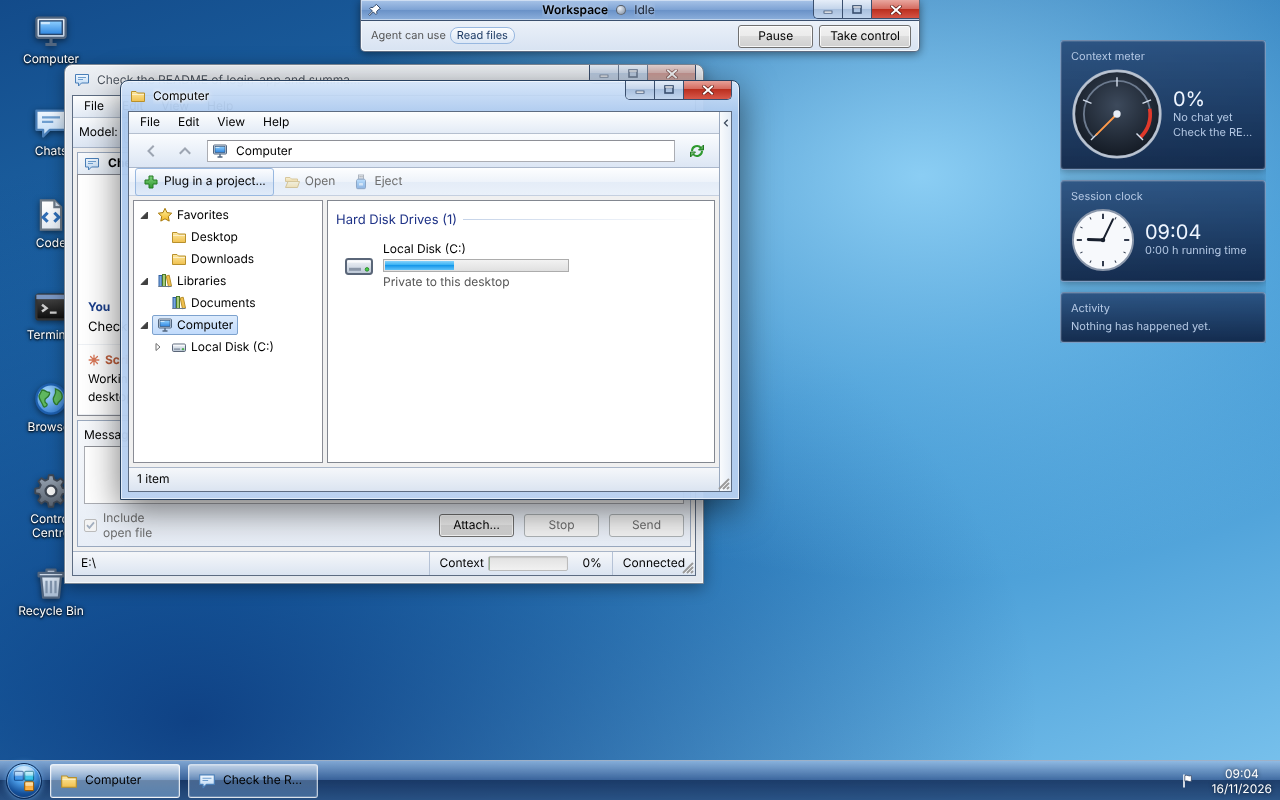 Computer
Chats
Code
Browse
Recycle Bin
Workspace
Idle
Agent can use
Read files
Pause
Take control
Check the README of login-app and summa
File
Model:
You
Chec
Worki
deskt
Messa
Include
open file
Attach...
Stop
Send
E:\
Context
0%
Connected
Computer
File
Edit
View
Help
Computer
Plug in a project...
Open
Eject
Favorites
Desktop
Downloads
Libraries
Documents
Computer
Local Disk (C:)
Hard Disk Drives (1)
Local Disk (C:)
Private to this desktop
1 item
Context meter
0%
No chat yet
Check the RE...
Session clock
09:04
0:00 h running time
Activity
Nothing has happened yet.
Computer
Check the R...
09:04
16/11/2026